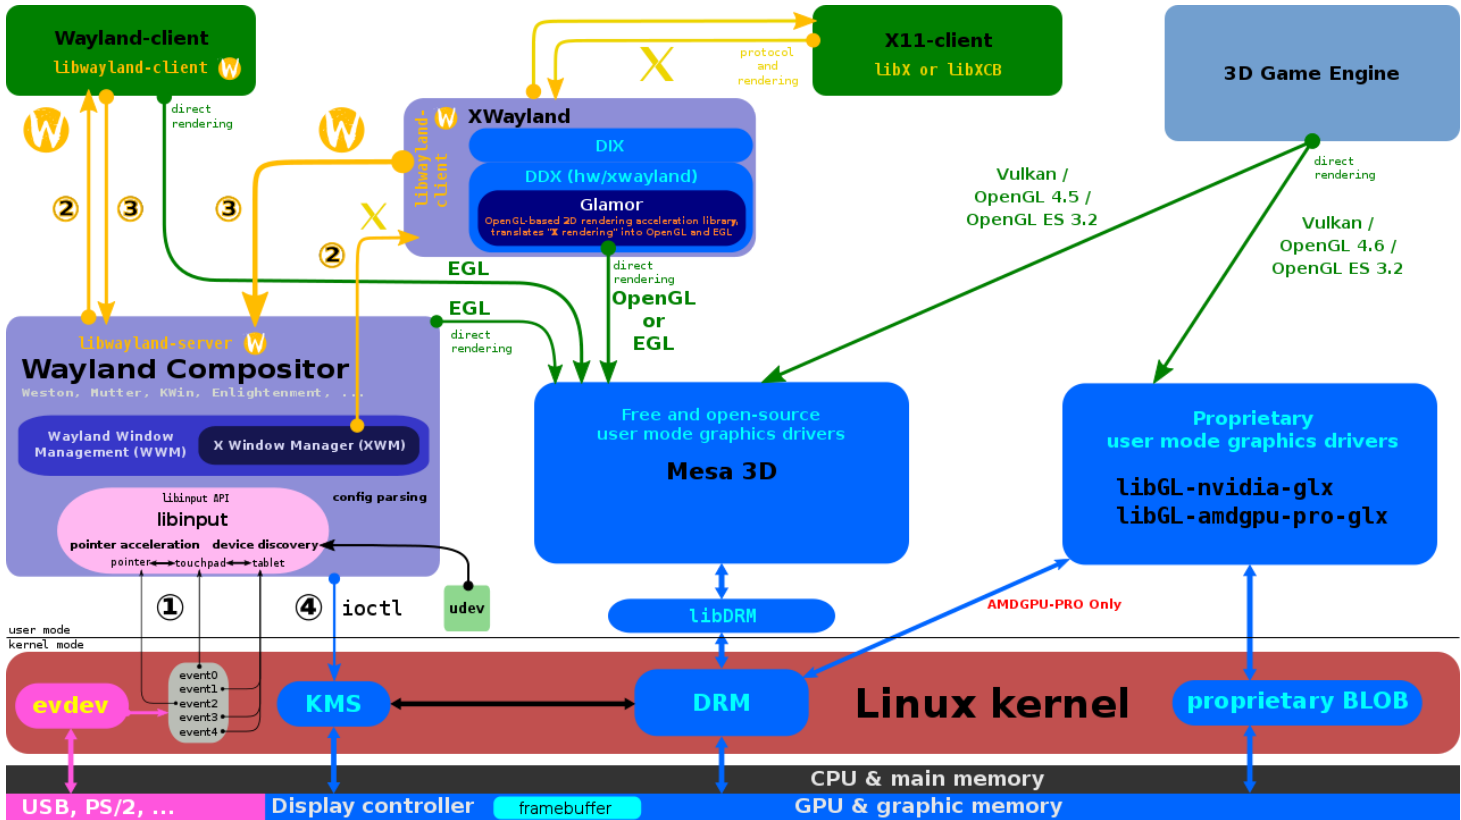 Wayland-client
libwayland-client
W
direct
rendering
W
②
③
X
protocol
and
rendering
X11-client
libX or libXCB
3D Game Engine
direct
rendering
Vulkan /
OpenGL 4.5 /
OpenGL ES 3.2
Vulkan /
OpenGL 4.6 /
OpenGL ES 3.2
W
③
X
②
libwayland-
client
W
XWayland
DIX
DDX (hw/xwayland)
Glamor
OpenGL-based 2D rendering acceleration library,
translates "X rendering" into OpenGL and EGL
direct
rendering
OpenGL
or
EGL
EGL
EGL
direct
rendering
libwayland-server
W
Wayland Compositor
Weston, Mutter, KWin, Enlightenment, ...
Wayland Window
Management (WWM)
X Window Manager (XWM)
libinput API
libinput
config parsing
pointer acceleration
device discovery
pointer
touchpad
tablet
Free and open-source
user mode graphics drivers
Mesa 3D
Proprietary
user mode graphics drivers
libGL-nvidia-glx
libGL-amdgpu-pro-glx
①
④
ioctl
udev
libDRM
AMDGPU-PRO Only
user mode
kernel mode
evdev
event0
event1
event2
event3
event4
KMS
DRM
Linux kernel
proprietary BLOB
CPU & main memory
USB, PS/2, ...
Display controller
framebuffer
GPU & graphic memory